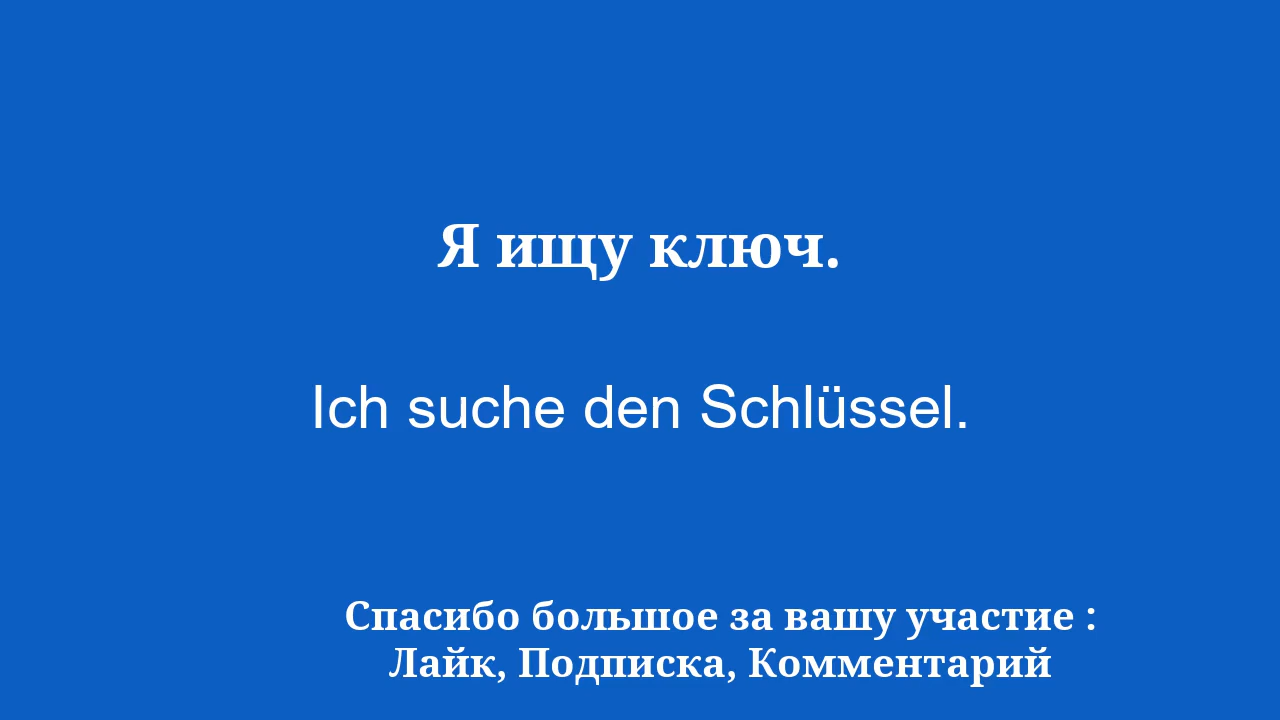 Я ищу ключ.
Ich suche den Schlüssel.
Спасибо большое за вашу участие :
Лайк, Подписка, Комментарий